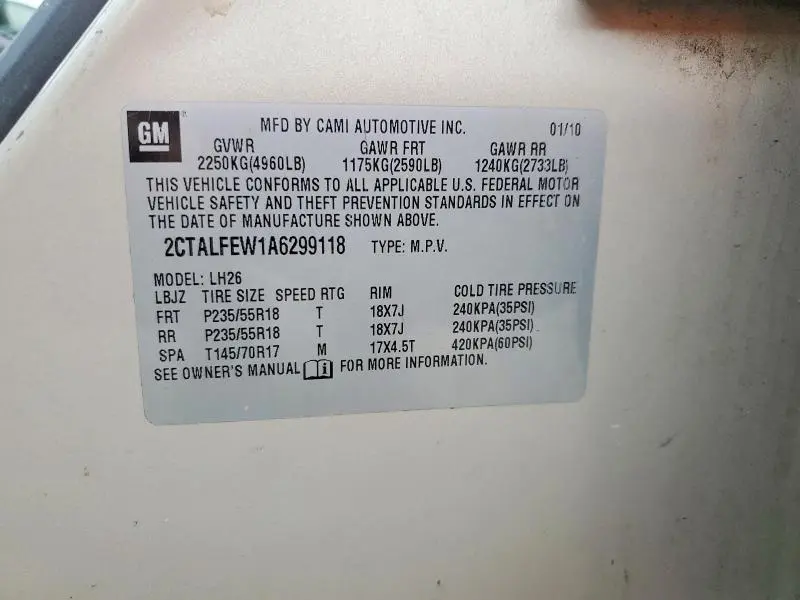 GM
MFD BY CAMI AUTOMOTIVE INC. 01/10
GVWR GAWR FRT GAWR RR
2250KG(4960LB) 1175KG(2590LB) 1240KG(2733LB)
THIS VEHICLE CONFORMS TO ALL APPLICABLE U.S. FEDERAL MOTOR
VEHICLE SAFETY AND THEFT PREVENTION STANDARDS IN EFFECT ON
THE DATE OF MANUFACTURE SHOWN ABOVE.
2CTALFEW1A6299118 TYPE: M.P.V.
MODEL: LH26
LBJZ TIRE SIZE SPEED RTG RIM COLD TIRE PRESSURE
FRT P235/55R18 T 18X7J 240KPA(35PSI)
RR P235/55R18 T 18X7J 240KPA(35PSI)
SPA T145/70R17 M 17X4.5T 420KPA(60PSI)
SEE OWNER'S MANUAL i FOR MORE INFORMATION.